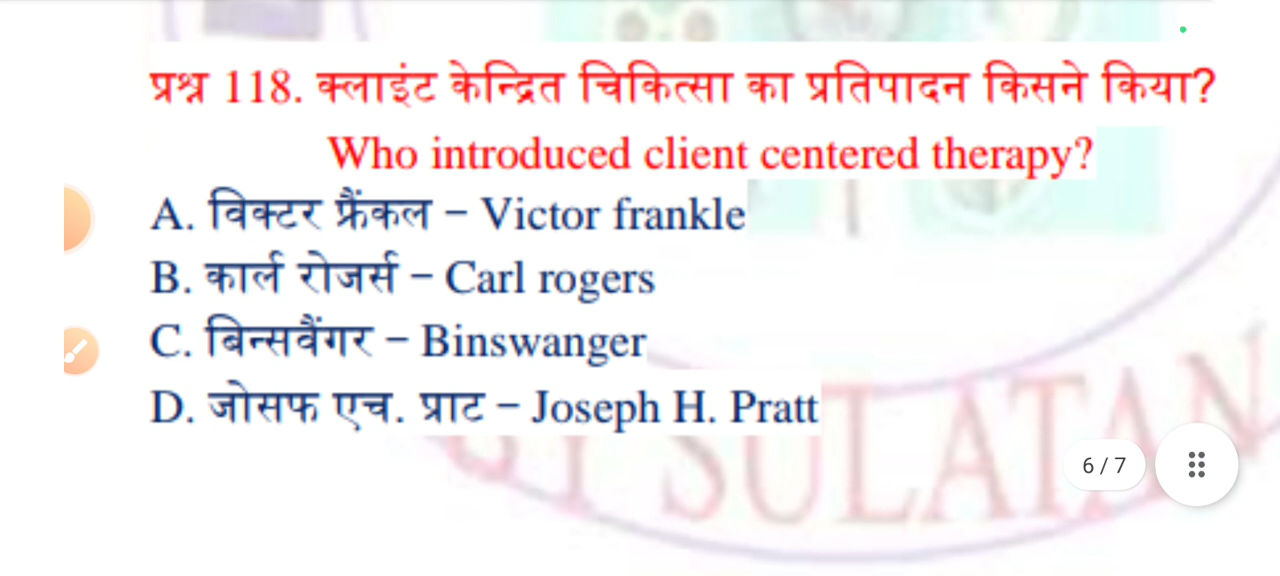 प्रश्न 118. क्लाइंट केन्द्रित चिकित्सा का प्रतिपादन किसने किया?
Who introduced client centered therapy?
A. विक्टर फ्रैंकल – Victor frankle
B. कार्ल रोजर्स – Carl rogers
C. बिन्सवैंगर – Binswanger
D. जोसफ एच. प्राट – Joseph H. Pratt
SULATAN
6 / 7